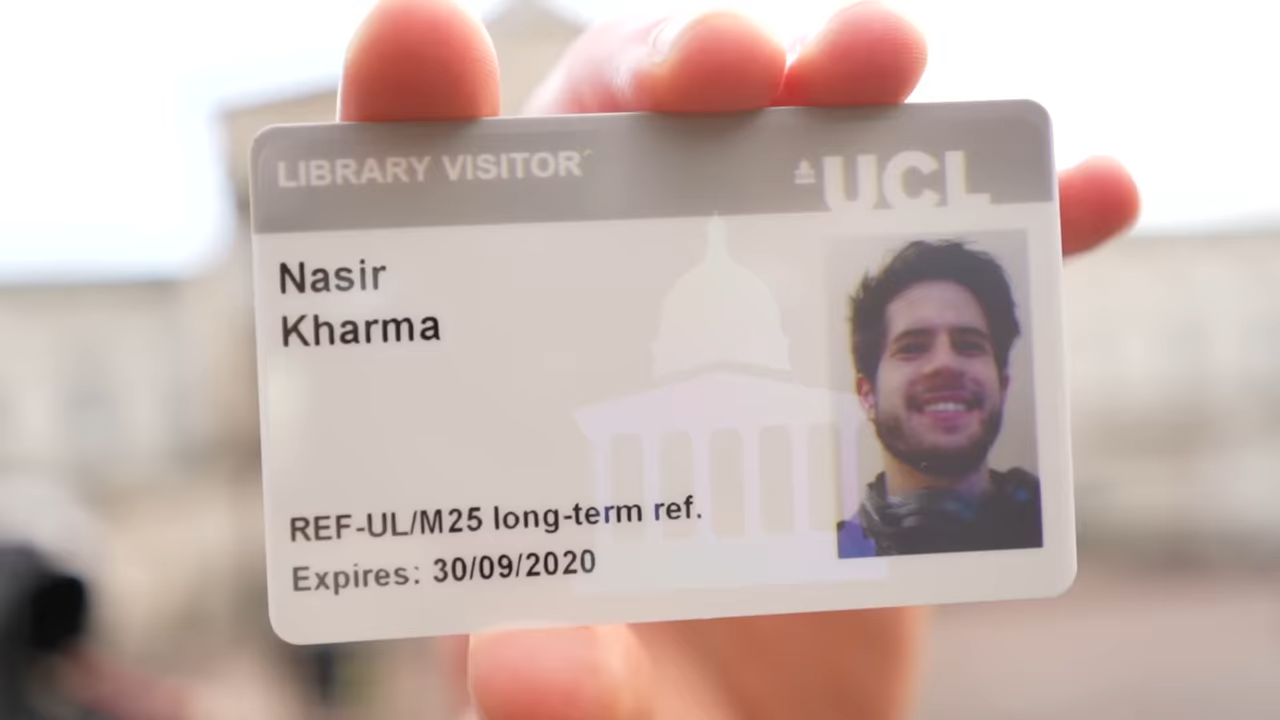 LIBRARY VISITOR
UCL
Nasir
Kharma
REF-UL/M25 long-term ref.
Expires: 30/09/2020